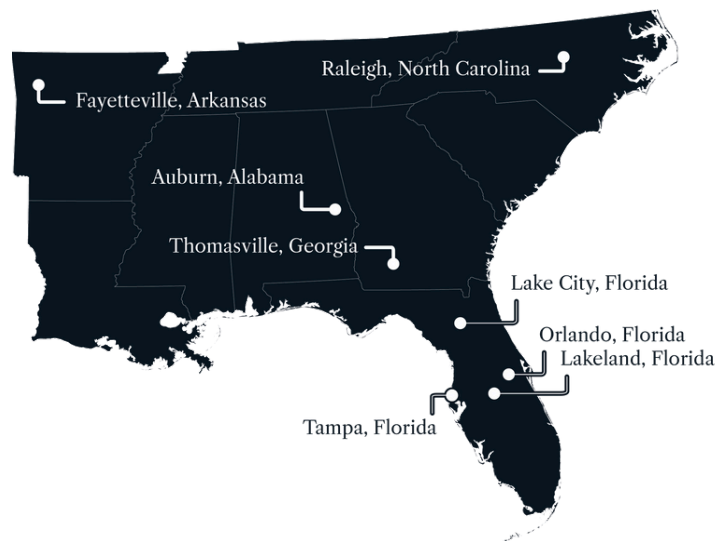 Raleigh, North Carolina
Fayetteville, Arkansas
Auburn, Alabama
Thomasville, Georgia
Lake City, Florida
Orlando, Florida
Lakeland, Florida
Tampa, Florida